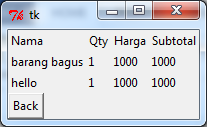 tk
Nama Qty Harga Subtotal
barang bagus 1 1000 1000
hello 1 1000 1000
Back